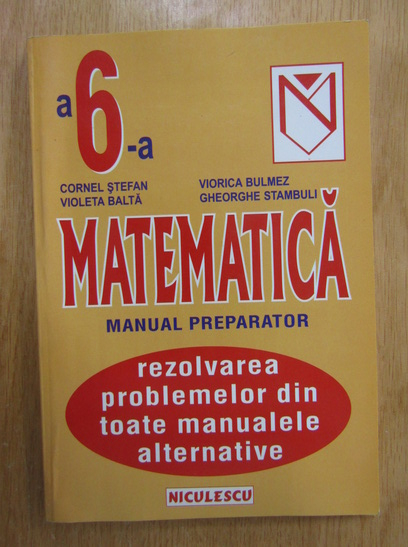 a 6-a
CORNEL ŞTEFAN
VIOLETA BALTĂ
VIORICA BULMEZ
GHEORGHE STAMBULI
MATEMATICĂ
MANUAL PREPARATOR
rezolvarea
problemelor din
toate manualele
alternative
NICULESCU